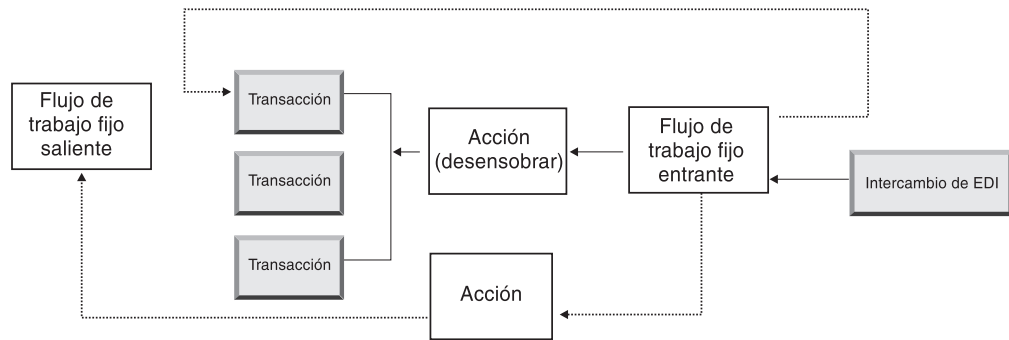 Flujo de
trabajo fijo
saliente
Transacción
Transacción
Transacción
Acción
(desensobrar)
Flujo de
trabajo fijo
entrante
Intercambio de EDI
Acción